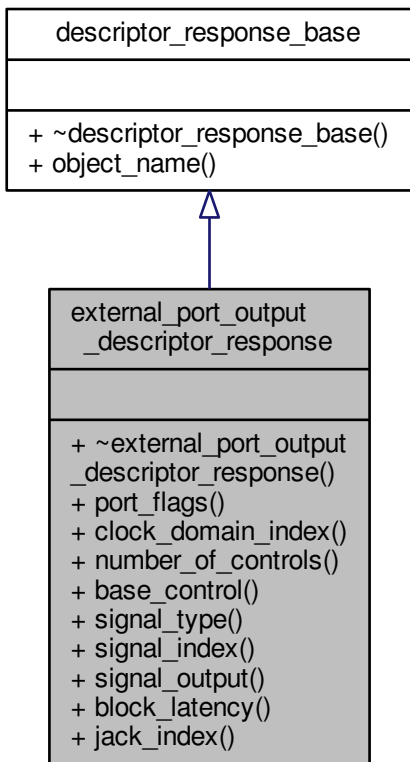 descriptor_response_base
+ ~descriptor_response_base()
+ object_name()
external_port_output
_descriptor_response
+ ~external_port_output
_descriptor_response()
+ port_flags()
+ clock_domain_index()
+ number_of_controls()
+ base_control()
+ signal_type()
+ signal_index()
+ signal_output()
+ block_latency()
+ jack_index()